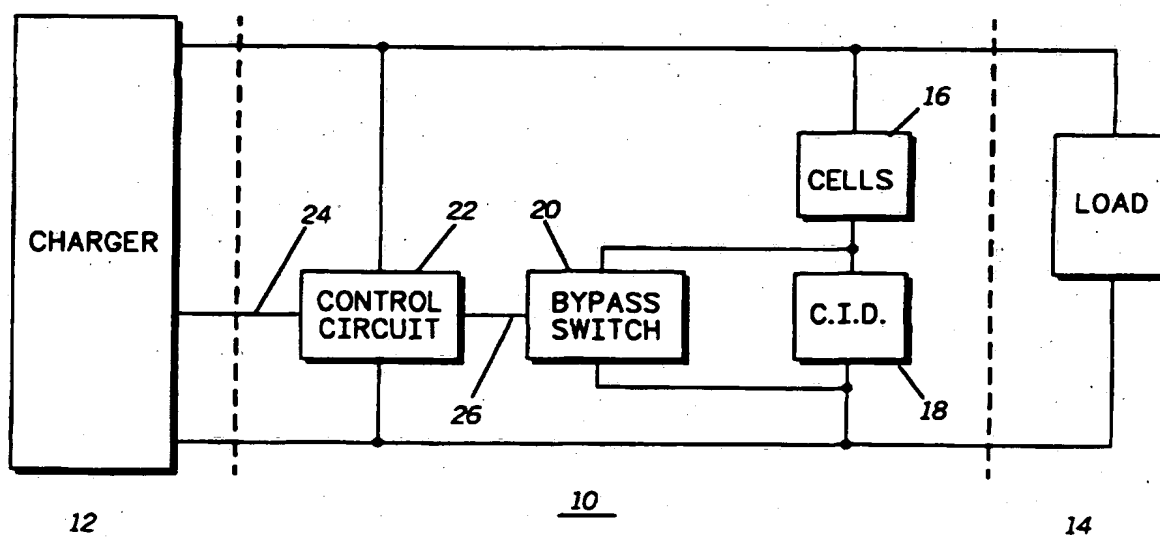 16
CELLS
LOAD
CHARGER
24
22
20
CONTROL
CIRCUIT
BYPASS
SWITCH
C.I.D.
26
18
12
10
14